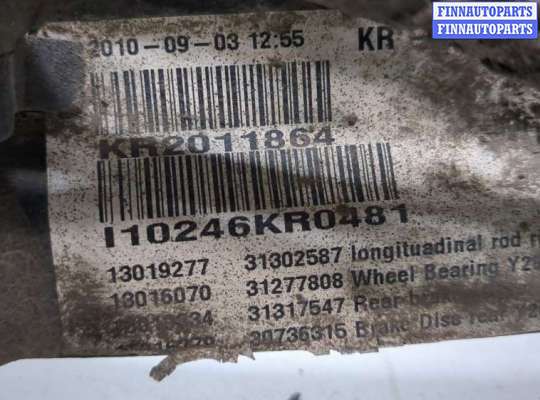 FINNAUTOPARTS
FINNAUTOPARTS
2010-09-03 12:55 KR
KR2011864
I10246KR0481
13019277 31302587 longituadinal rod
13016070 31277808 Wheel Bearing
31317547 Rear
30736315 Brake Disc